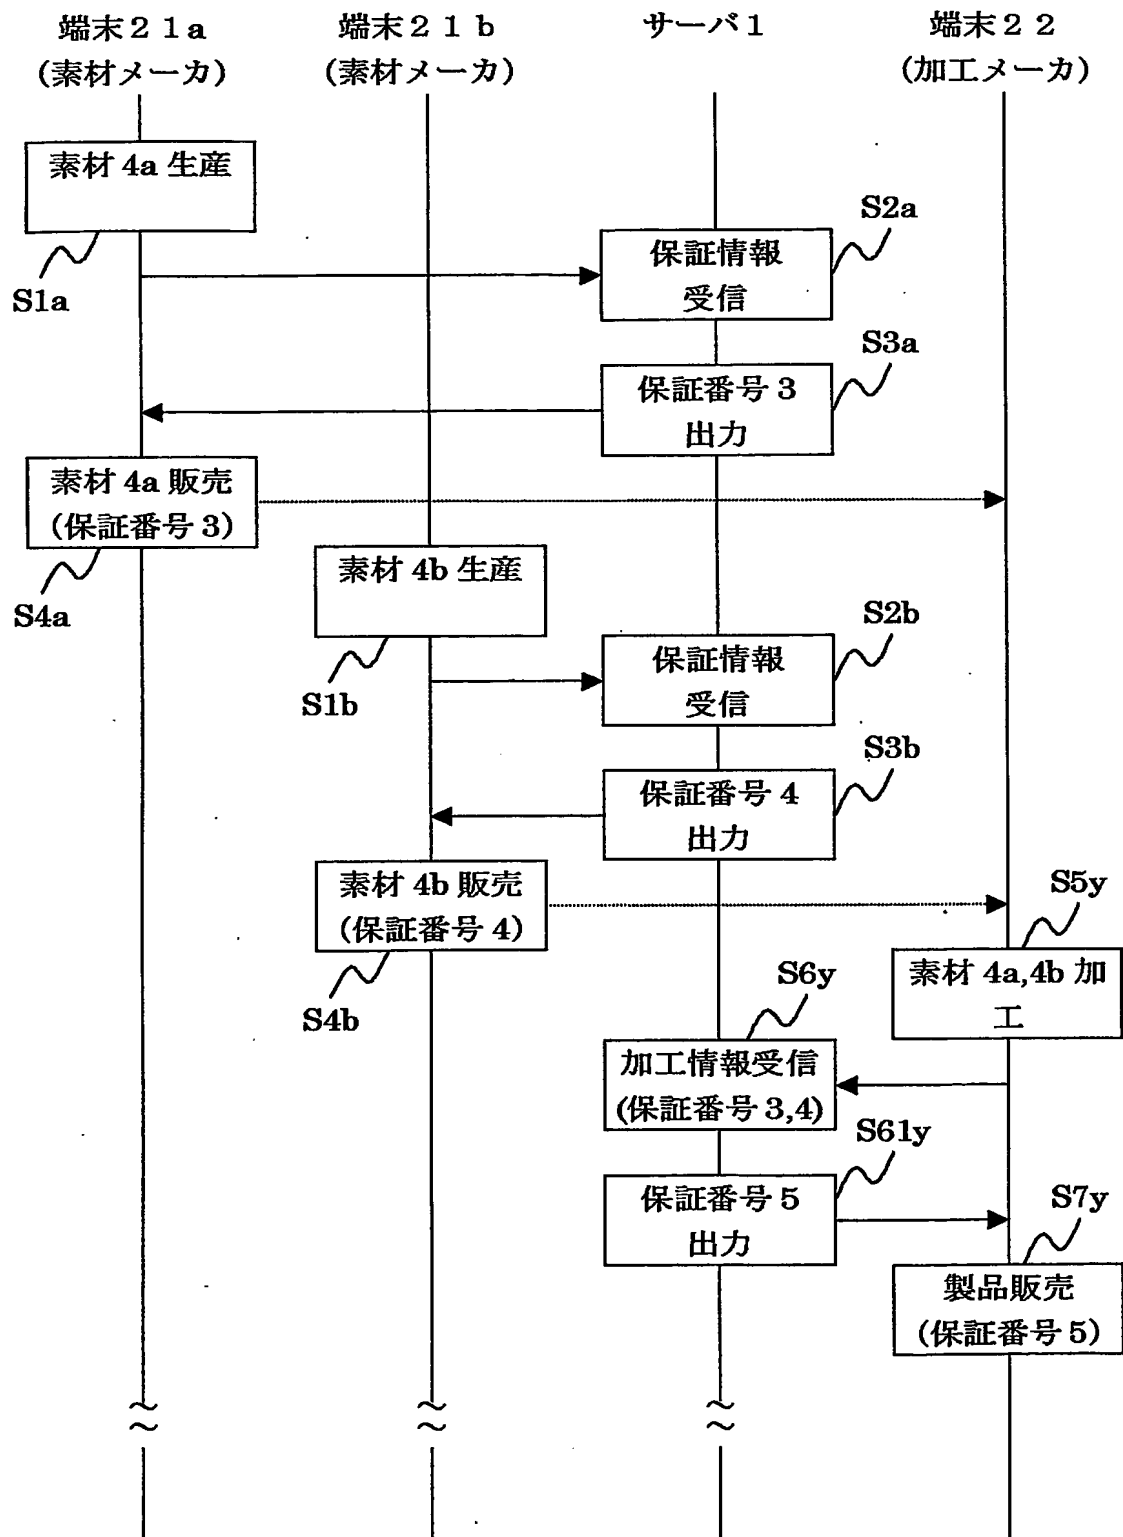 端末２１a
(素材メーカ)
端末２１ b
(素材メーカ)
サーバ１
端末２２
(加工メーカ)
素材 4a 生産
S1a
保証情報
受信
S2a
保証番号３
出力
S3a
素材 4a 販売
(保証番号３)
S4a
素材 4b 生産
S1b
保証情報
受信
S2b
保証番号４
出力
S3b
素材 4b 販売
(保証番号４)
S4b
素材 4a,4b 加
工
S5y
加工情報受信
(保証番号 3,4)
S6y
保証番号５
出力
S61y
製品販売
(保証番号５)
S7y